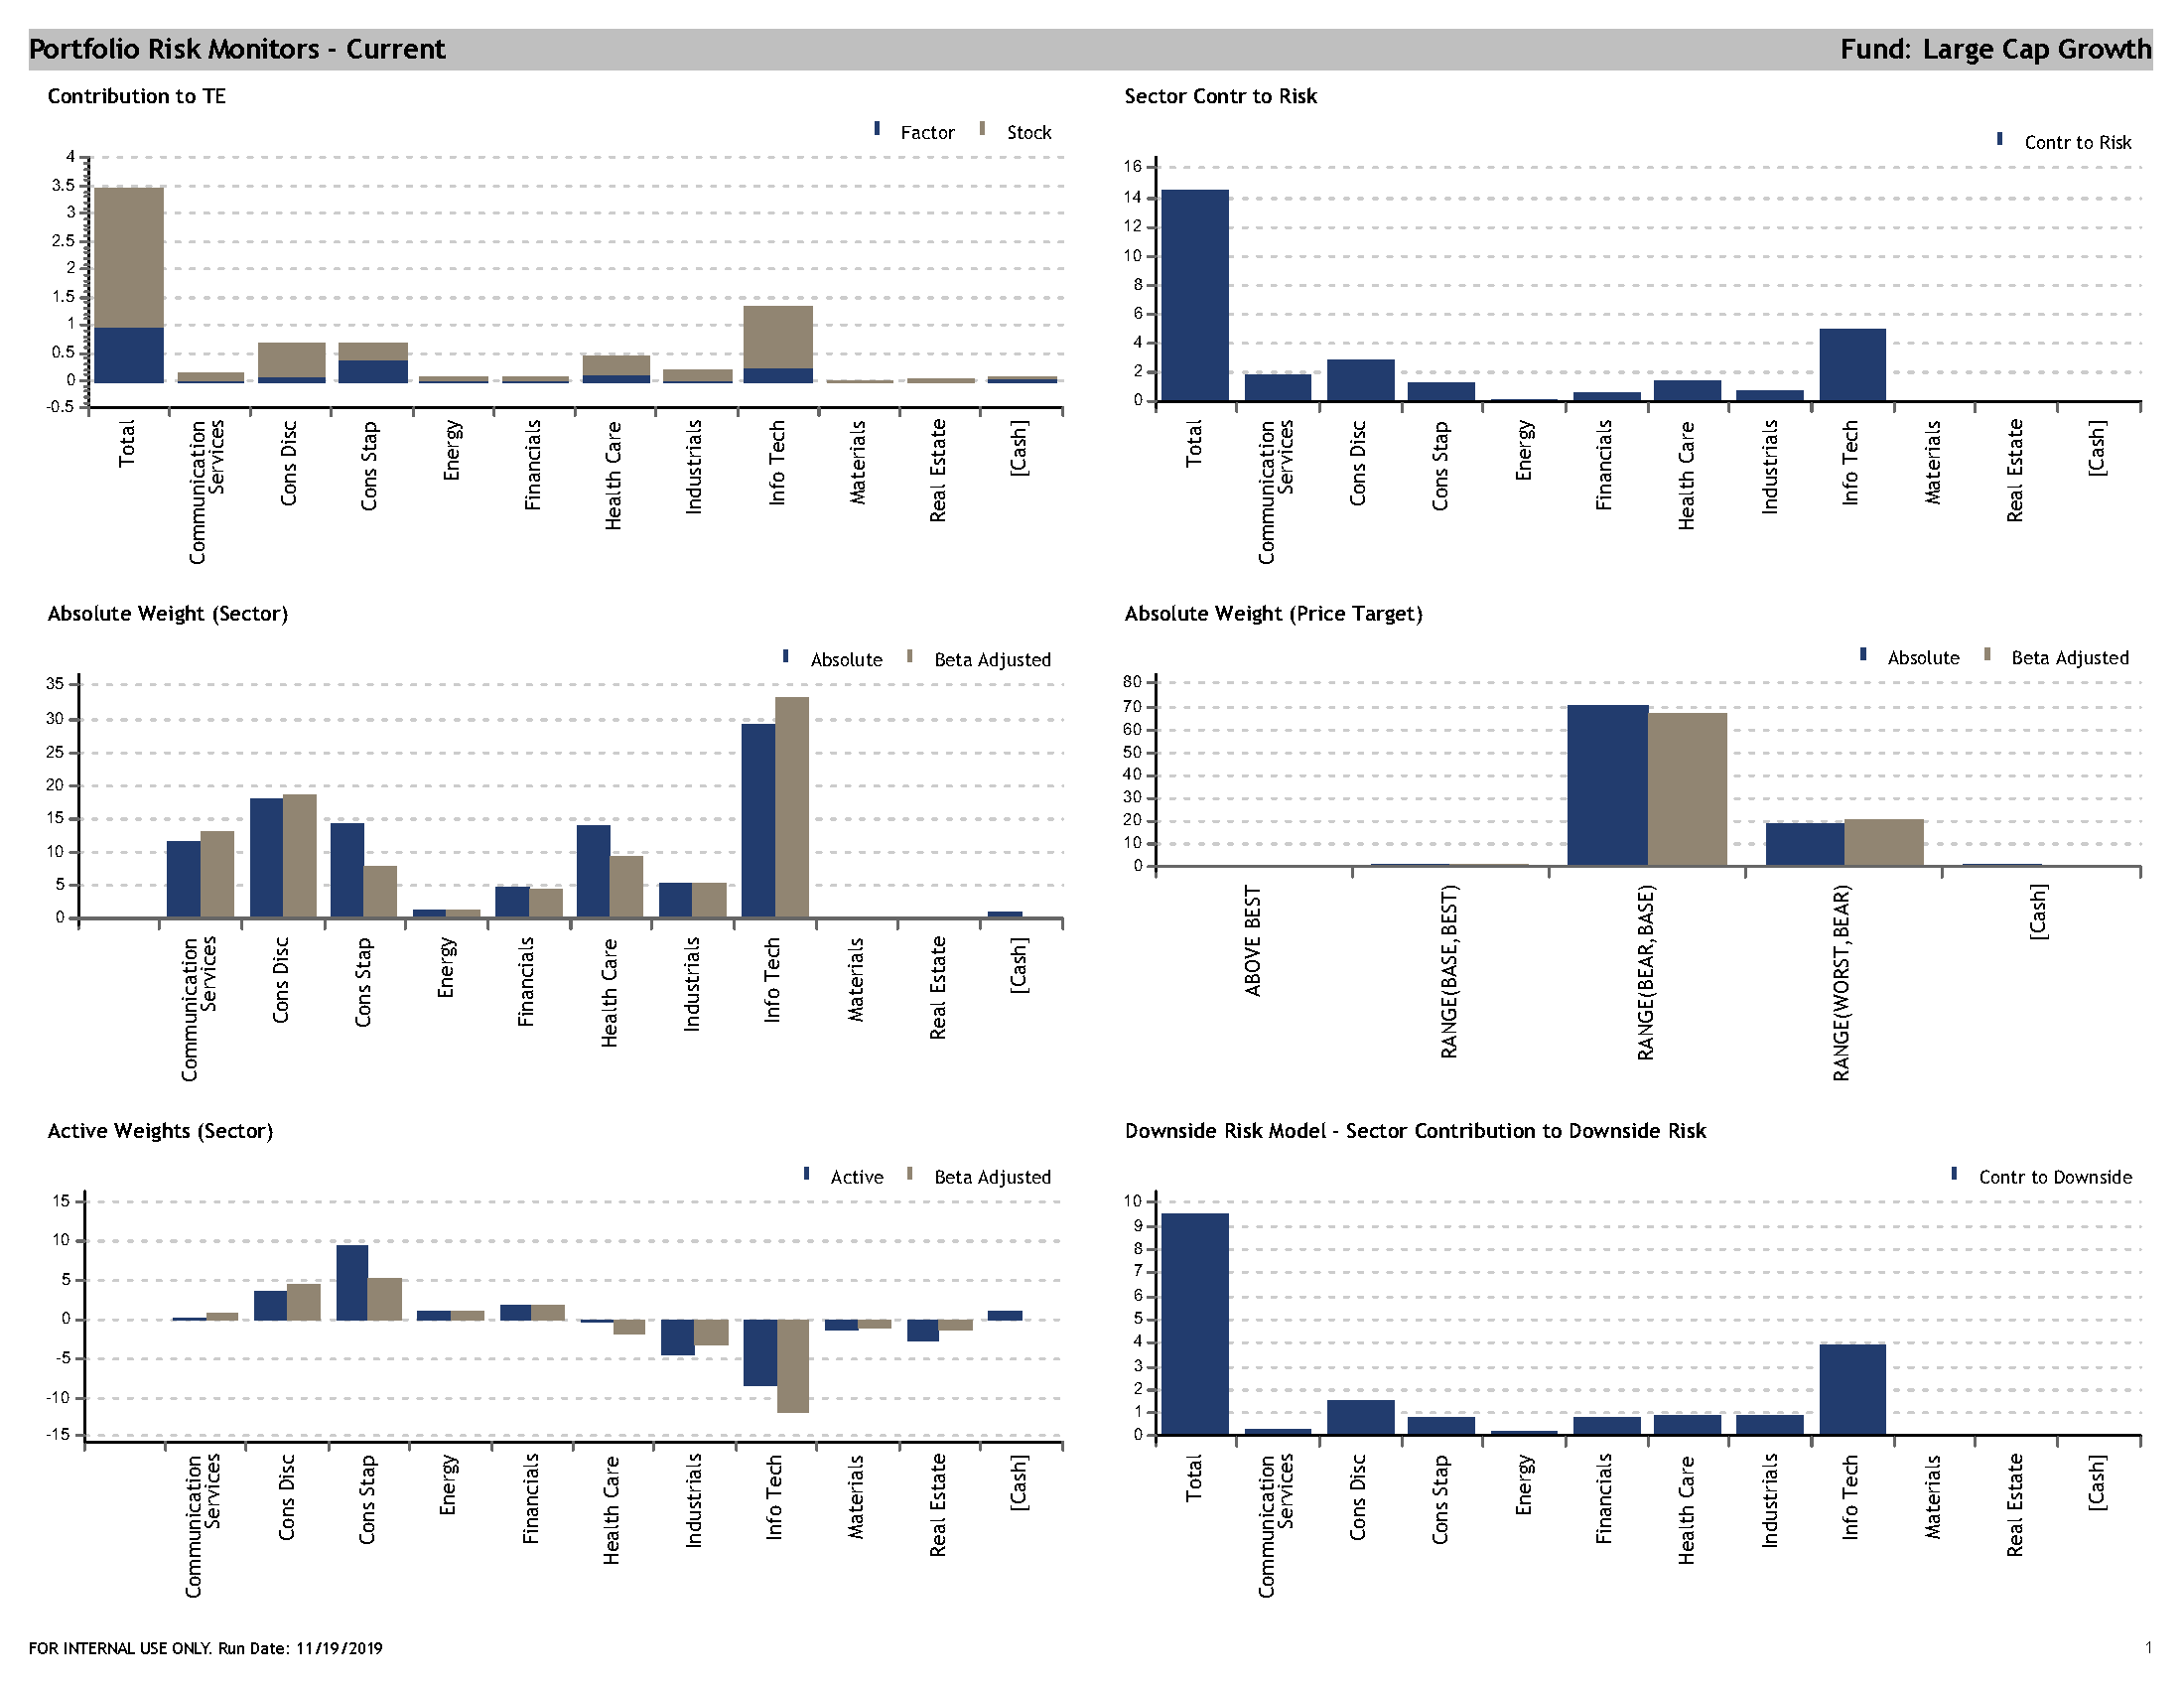 Portfolio Risk Monitors - Current
Fund: Large Cap Growth
Contribution to TE
Factor Stock
4
3.5
3
2.5
2
1.5
1
0.5
0
-0.5
Total
Communication
Services
Cons Disc
Cons Stap
Energy
Financials
Health Care
Industrials
Info Tech
Materials
Real Estate
[Cash]
Sector Contr to Risk
Contr to Risk
16
14
12
10
8
6
4
2
0
Total
Communication
Services
Cons Disc
Cons Stap
Energy
Financials
Health Care
Industrials
Info Tech
Materials
Real Estate
[Cash]
Absolute Weight (Sector)
Absolute Beta Adjusted
35
30
25
20
15
10
5
0
Communication
Services
Cons Disc
Cons Stap
Energy
Financials
Health Care
Industrials
Info Tech
Materials
Real Estate
[Cash]
Absolute Weight (Price Target)
Absolute Beta Adjusted
80
70
60
50
40
30
20
10
0
ABOVE BEST
RANGE(BASE,BEST)
RANGE(BEAR,BASE)
RANGE(WORST,BEAR)
[Cash]
Active Weights (Sector)
Active Beta Adjusted
15
10
5
0
-5
-10
-15
Communication
Services
Cons Disc
Cons Stap
Energy
Financials
Health Care
Industrials
Info Tech
Materials
Real Estate
[Cash]
Downside Risk Model - Sector Contribution to Downside Risk
Contr to Downside
10
9
8
7
6
5
4
3
2
1
0
Total
Communication
Services
Cons Disc
Cons Stap
Energy
Financials
Health Care
Industrials
Info Tech
Materials
Real Estate
[Cash]
FOR INTERNAL USE ONLY. Run Date: 11/19/2019
1